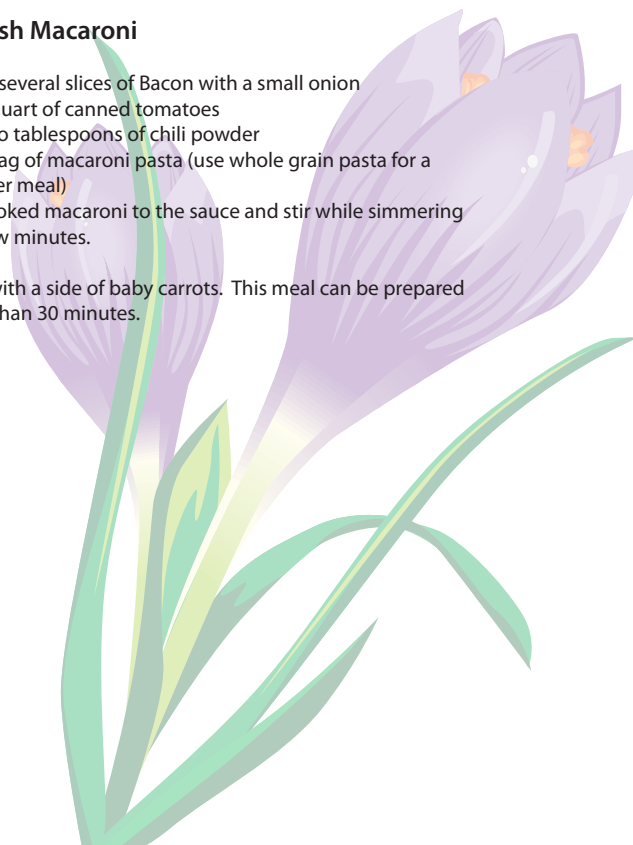 sh Macaroni
several slices of Bacon with a small onion
uart of canned tomatoes
o tablespoons of chili powder
ag of macaroni pasta (use whole grain pasta for a
er meal)
oked macaroni to the sauce and stir while simmering
w minutes.
with a side of baby carrots. This meal can be prepared
han 30 minutes.